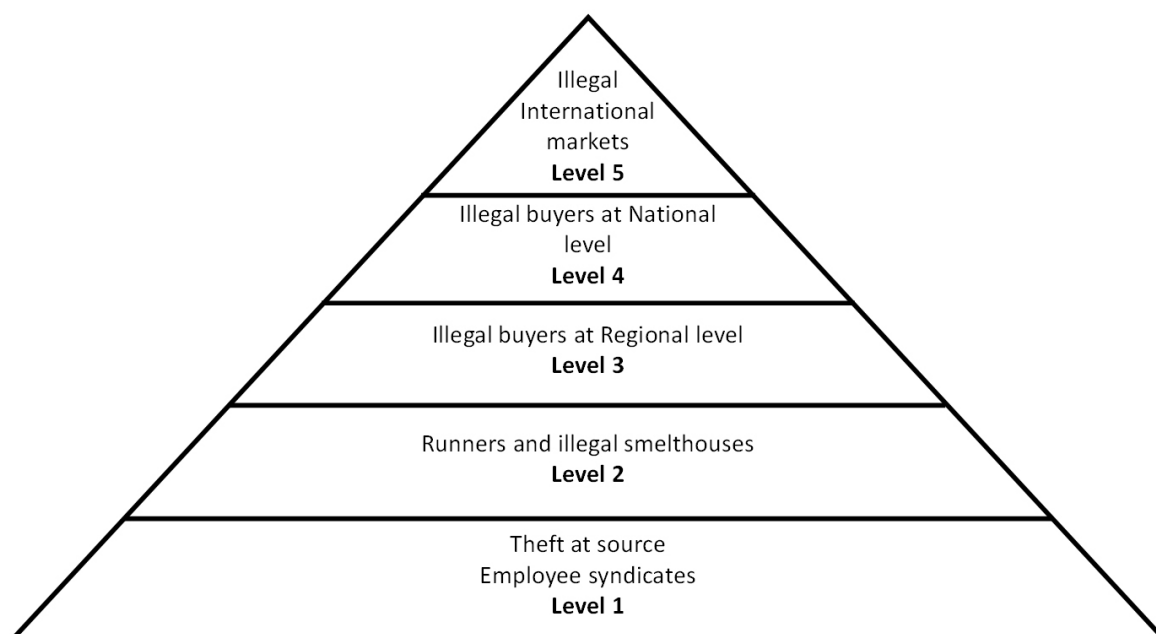 Illegal
International
markets
Level 5
Illegal buyers at National
level
Level 4
Illegal buyers at Regional level
Level 3
Runners and illegal smelthouses
Level 2
Theft at source
Employee syndicates
Level 1